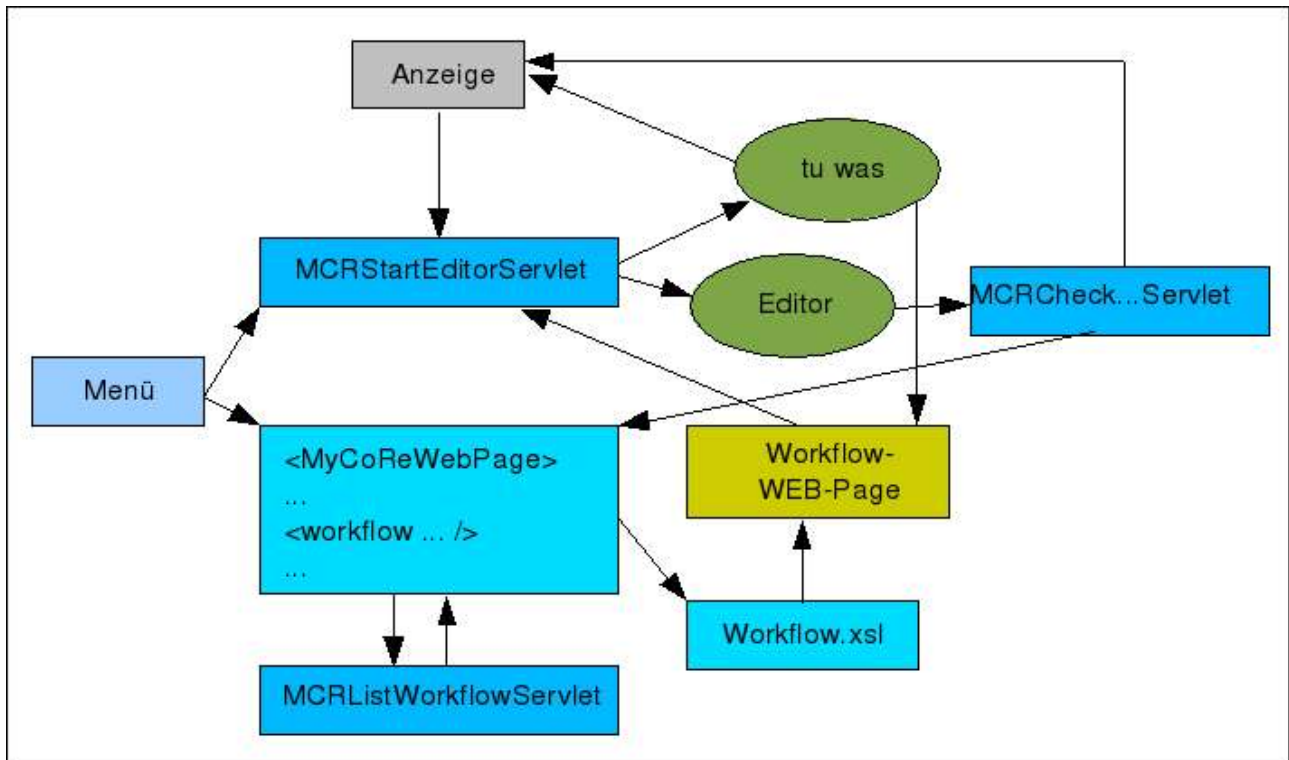 Anzeige
tu was
MCRStartEditorServlet
Editor
MCRCheck...Servlet
Menü
<MyCoReWebPage>
...
<workflow ... />
...
Workflow-
WEB-Page
Workflow.xsl
MCRListWorkflowServlet